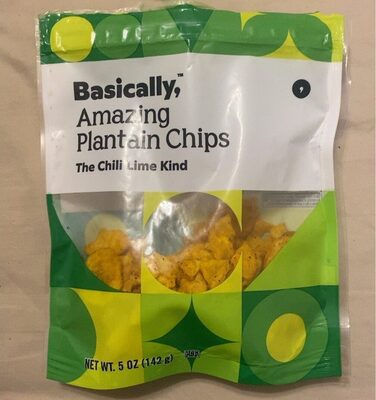 Basically,™
Amazing
Plantain Chips
The Chili Lime Kind
NET WT. 5 OZ (142 g)